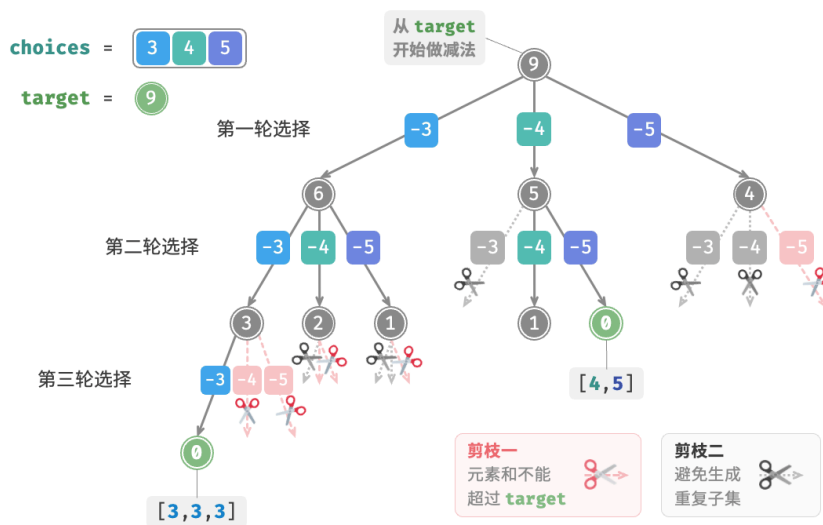 choices = 3 4 5
target = 9
从 target
开始做减法
9
第一轮选择
-3 -4 -5
6 5 4
第二轮选择
-3 -4 -5 -3 -4 -5 -3 -4 -5
3 2 1 1 0
第三轮选择
-3 -4 -5
[4,5]
0
[3,3,3]
剪枝一
元素和不能
超过 target
剪枝二
避免生成
重复子集